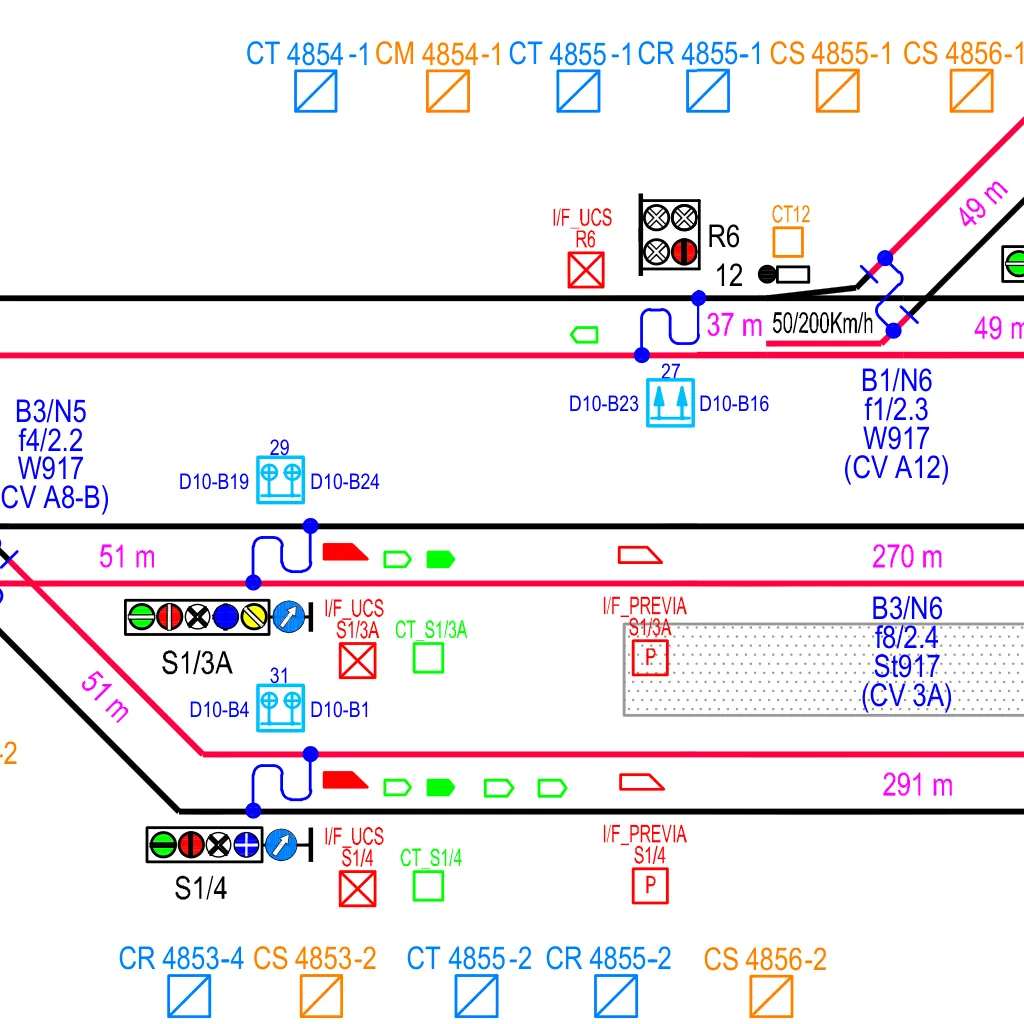 CT 4854-1 CM 4854-1 CT 4855-1 CR 4855-1 CS 4855-1 CS 4856-1
49 m
I/F_UCS
R6
R6
CT12
12
37 m
50/200Km/h
49 m
27
D10-B23
D10-B16
B1/N6
f1/2.3
W917
(CV A12)
B3/N5
f4/2.2
W917
CV A8-B)
29
D10-B19
D10-B24
51 m
270 m
I/F_UCS
S1/3A
CT_S1/3A
I/F_PREVIA
S1/3A
P
B3/N6
f8/2.4
St917
(CV 3A)
S1/3A
51 m
31
D10-B4
D10-B1
-2
291 m
I/F_UCS
S1/4
CT_S1/4
I/F_PREVIA
S1/4
P
S1/4
CR 4853-4 CS 4853-2 CT 4855-2 CR 4855-2 CS 4856-2